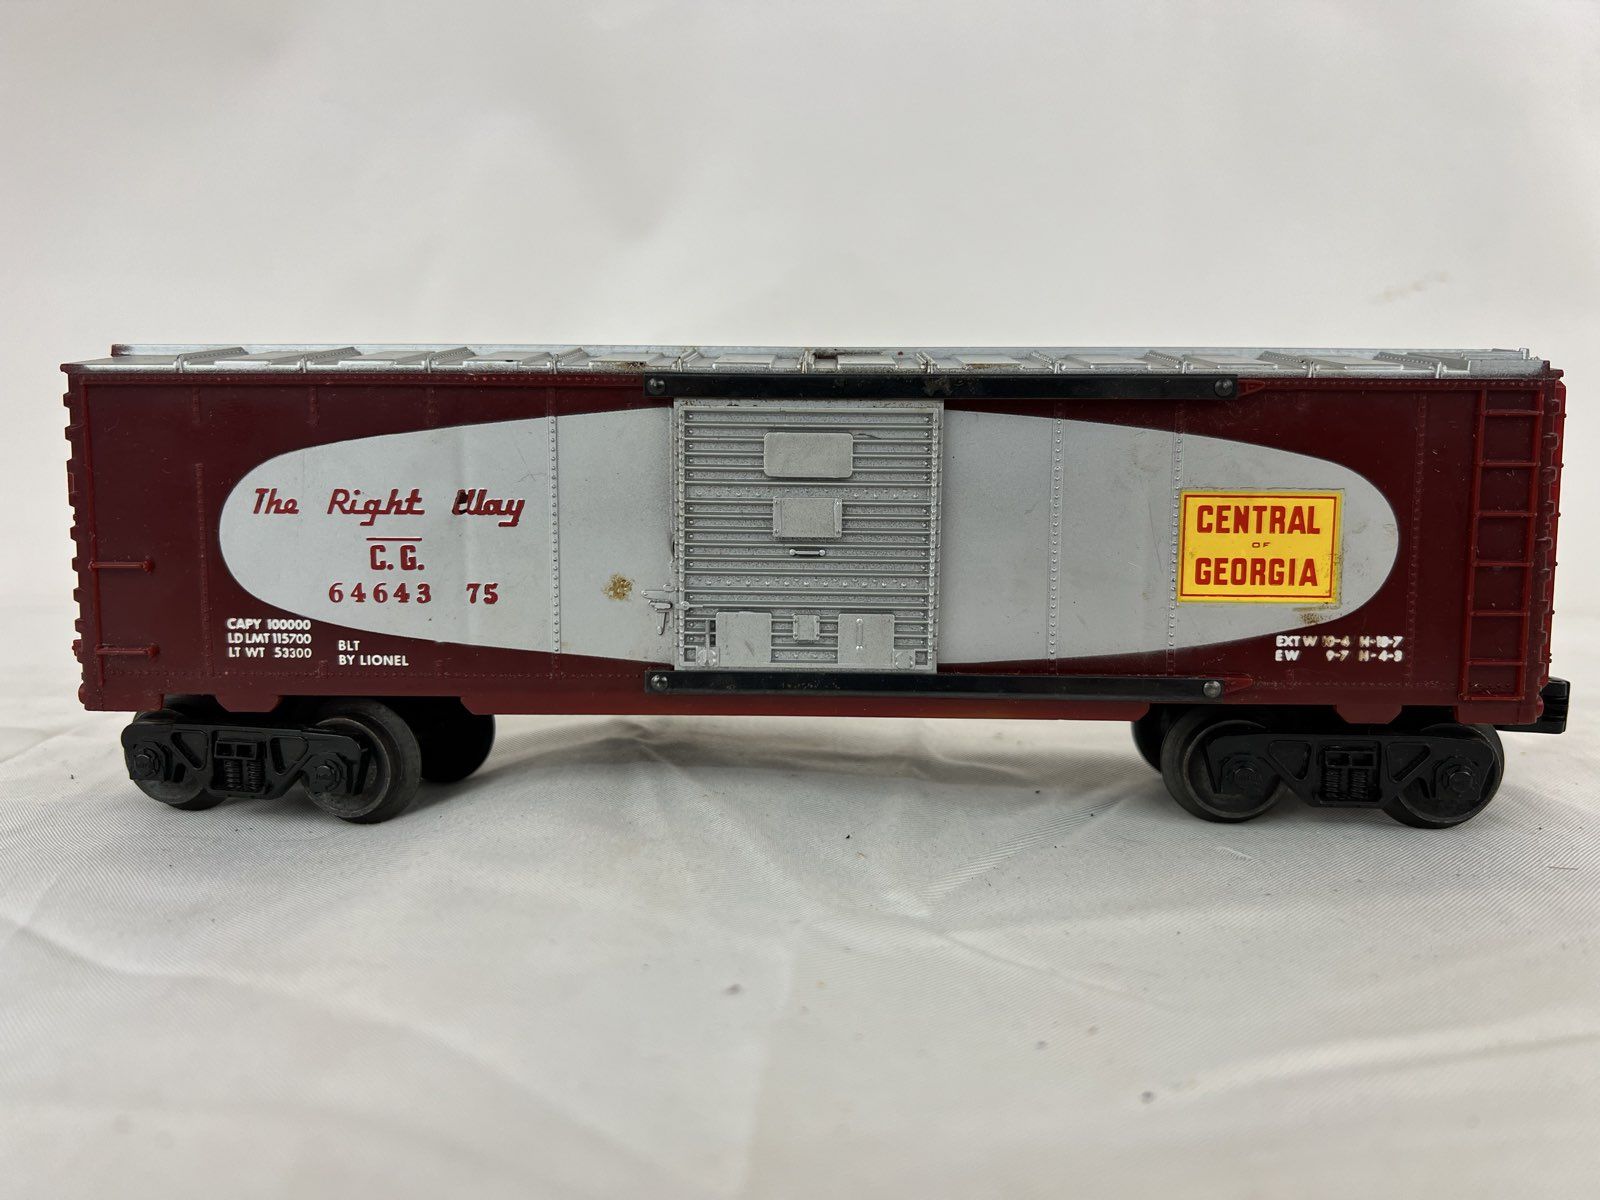 The Right Way
C.G.
64643 75
CAPY 100000
LD LMT 115700
LT WT 53300
BLT
BY LIONEL
CENTRAL
OF
GEORGIA
EXT W 10-4 H-10-7
EW 9-7 H-4-3